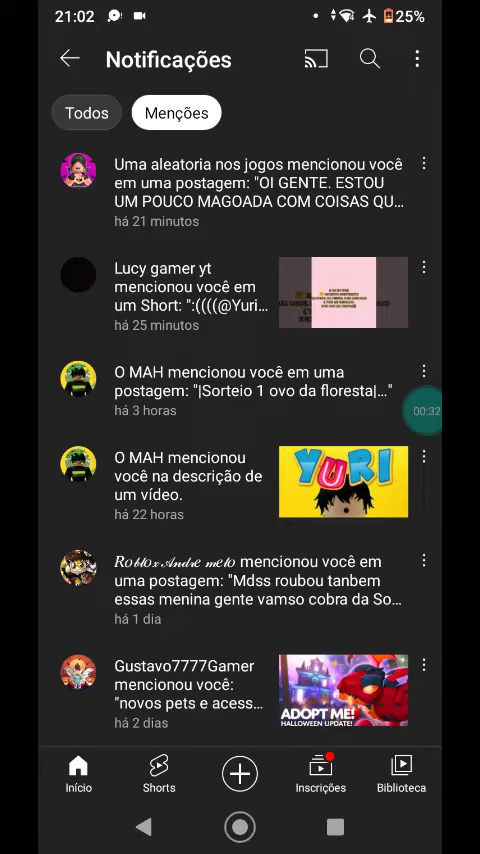 21:02
25%
Notificações
Todos
Menções
Uma aleatoria nos jogos mencionou você
em uma postagem: "OI GENTE. ESTOU
UM POUCO MAGOADA COM COISAS QU...
há 21 minutos
Lucy gamer yt
mencionou você em
um Short: ":((((@Yuri...
há 25 minutos
O MAH mencionou você em uma
postagem: "|Sorteio 1 ovo da floresta|..."
há 3 horas
00:32
O MAH mencionou
você na descrição de
um vídeo.
há 22 horas
YURI
𝓡𝓸𝓫𝓵𝓸𝔁 𝓐𝓷𝓭𝓻𝓮 𝓶𝓮𝓵𝓸 mencionou você em
uma postagem: "Mdss roubou tanbem
essas menina gente vamso cobra da So...
há 1 dia
Gustavo7777Gamer
mencionou você:
"novos pets e acess...
há 2 dias
ADOPT ME!
HALLOWEEN UPDATE!
Início
Shorts
Inscrições
Biblioteca